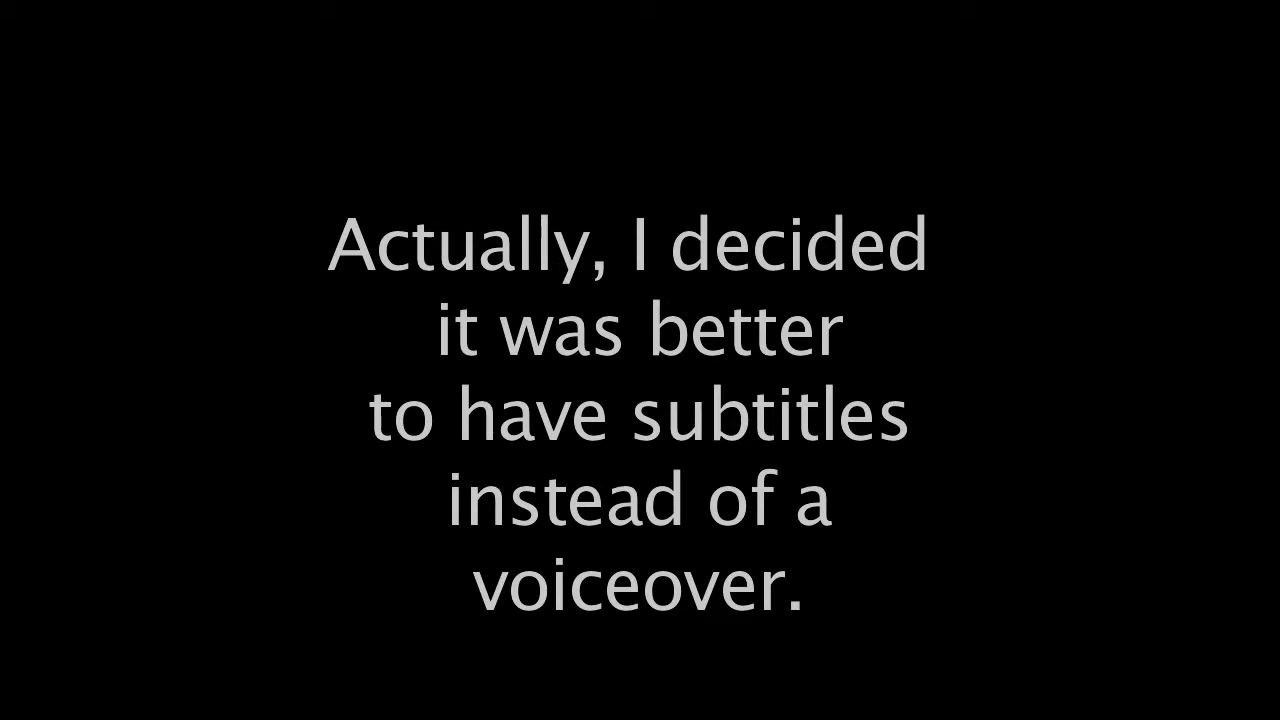 Actually, I decided
it was better
to have subtitles
instead of a
voiceover.